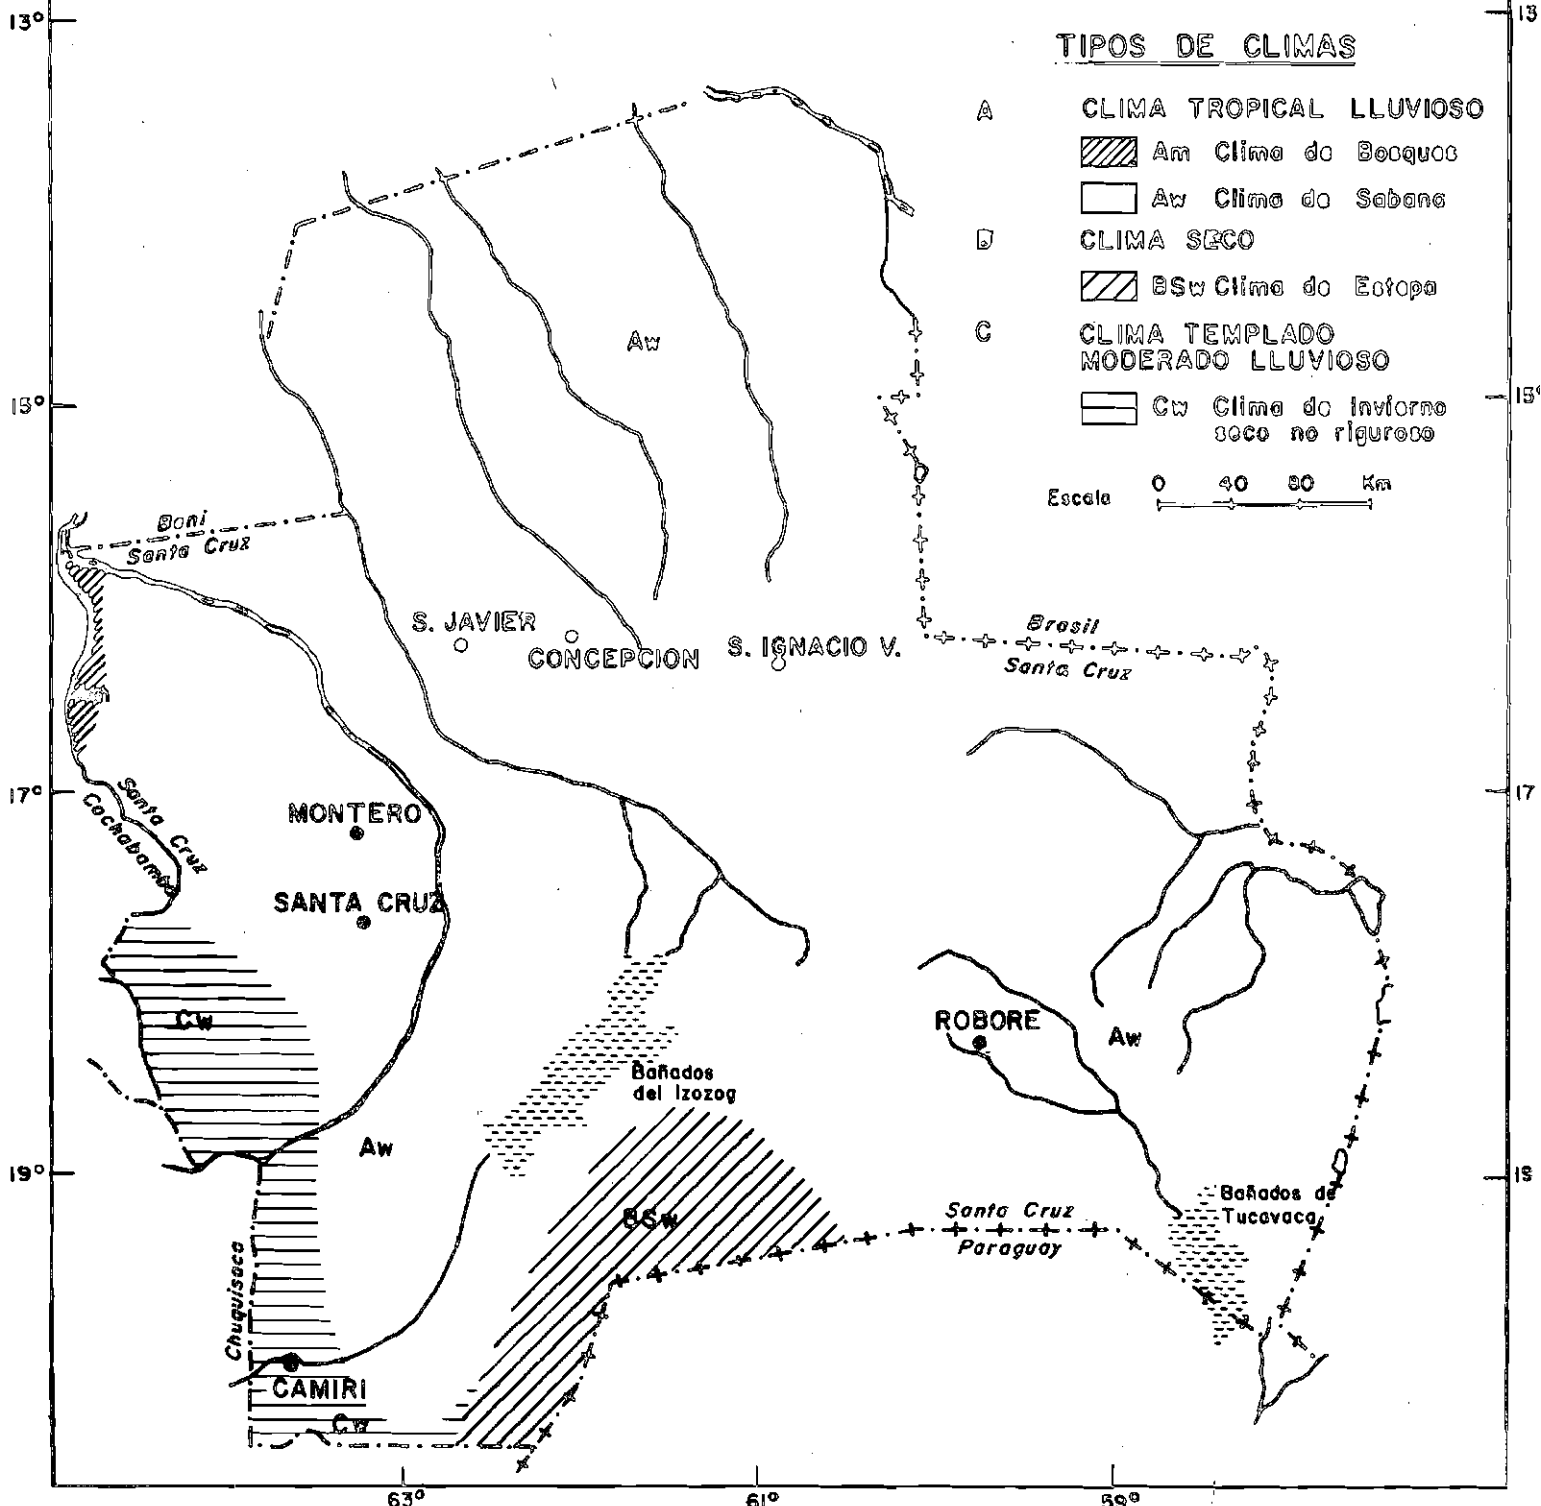 13°
13
TIPOS DE CLIMAS
A CLIMA TROPICAL LLUVIOSO
Am Clima de Bosques
Aw Clima de Sabana
B CLIMA SECO
BSw Clima de Estepa
C CLIMA TEMPLADO
MODERADO LLUVIOSO
Cw Clima de invierno
seco no riguroso
Escala 0 40 80 Km
Aw
15°
15°
Beni
Santa Cruz
S. JAVIER
CONCEPCION
S. IGNACIO V.
Brasil
Santa Cruz
17°
17
Santa Cruz
Cochabamba
MONTERO
SANTA CRUZ
Cw
ROBORE
Aw
Bañados
del Izozog
Aw
19°
Bañados de
Tucavaca
BSw
Santa Cruz
Paraguay
Chuquisaca
CAMIRI
Cw
63°
61°
59°